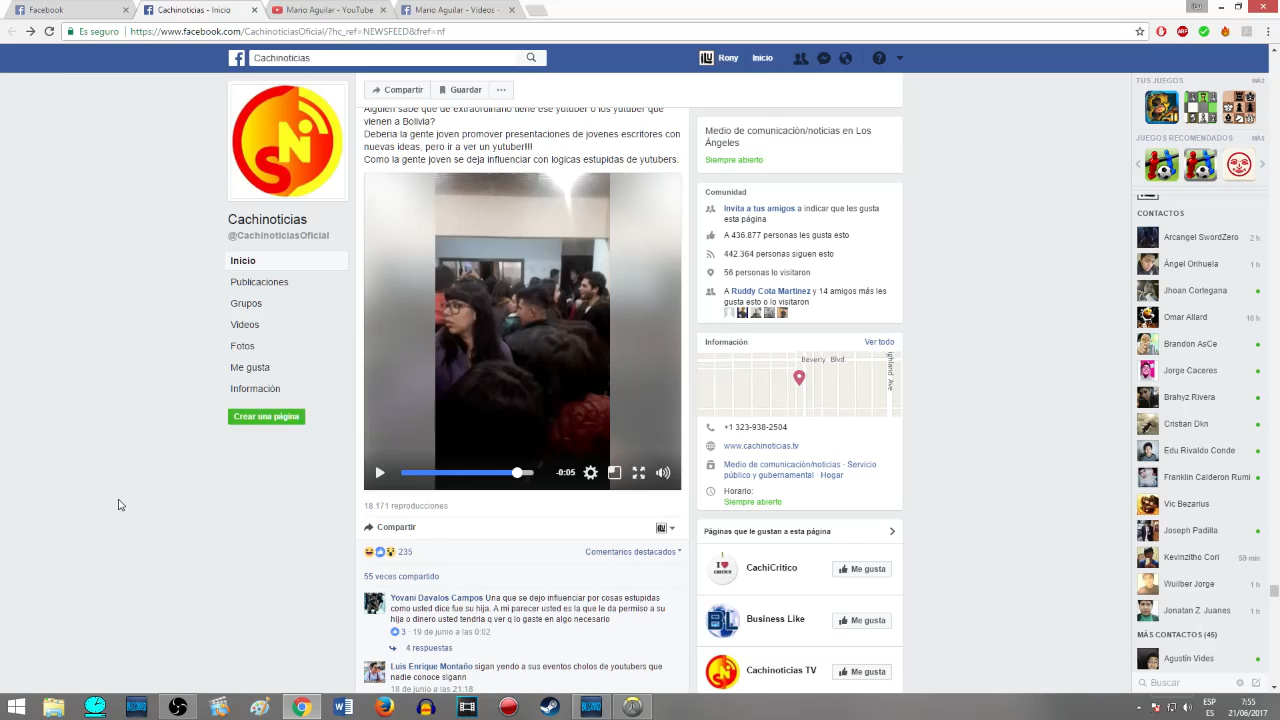 Facebook
Cachinoticias - Inicio
Mario Aguilar - YouTube
Mario Aguilar - Videos -
Es seguro
https://www.facebook.com/CachinoticiasOficial/?hc_ref=NEWSFEED&fref=nf
Cachinoticias
Rony
Inicio
Compartir
Guardar
Alguien sabe que de extraordinario tiene ese yutuber o los yutuber que
vienen a Bolivia?
Deberia la gente joven promover presentaciones de jovenes escritores con
nuevas ideas, pero ir a ver un yutuber!!!
Como la gente joven se deja influenciar con logicas estupidas de yutubers.
Cachinoticias
@CachinoticiasOficial
Inicio
Publicaciones
Grupos
Videos
Fotos
Me gusta
Información
Crear una página
-0:05
18.171 reproducciones
Compartir
235
Comentarios destacados
55 veces compartido
Yovani Davalos Campos Una que se dejo influenciar por cosas estupidas
como usted dice fue su hija. A mi parecer usted es la que le da permiso a su
hija o dinero usted tendria q ver q lo gaste en algo necesario
3 · 19 de junio a las 0:02
4 respuestas
Luis Enrique Montaño sigan yendo a sus eventos cholos de youtubers que
nadie conoce sigann
18 de junio a las 21:18
Medio de comunicación/noticias en Los
Ángeles
Siempre abierto
Comunidad
Invita a tus amigos a indicar que les gusta
esta página
A 436.877 personas les gusta esto
442.364 personas siguen esto
56 personas lo visitaron
A Ruddy Cota Martinez y 14 amigos más les
gusta esto o lo visitaron
Información
Ver todo
Beverly Blvd
+1 323-938-2504
www.cachinoticias.tv
Medio de comunicación/noticias · Servicio
público y gubernamental · Hogar
Horario:
Siempre abierto
Páginas que le gustan a esta página
CachiCritico
Me gusta
Business Like
Me gusta
Cachinoticias TV
Me gusta
TUS JUEGOS
MÁS
JUEGOS RECOMENDADOS
MÁS
CONTACTOS
Arcangel SwordZero 2 h
Ángel Orihuela 1 h
Jhoan Cortegana
Omar Allard 10 h
Brandon AsCe
Jorge Caceres
Brahyz Rivera
Cristian Dkn
Edu Rivaldo Conde
Franklin Calderon Rumi
Vic Bezarius
Joseph Padilla
Kevinzitho Cori 59 min
Wuilber Jorge 1 h
Jonatan Z Juanes 1 h
MÁS CONTACTOS (45)
Agustín Vides
Buscar
ESP
ES
7:55
21/06/2017